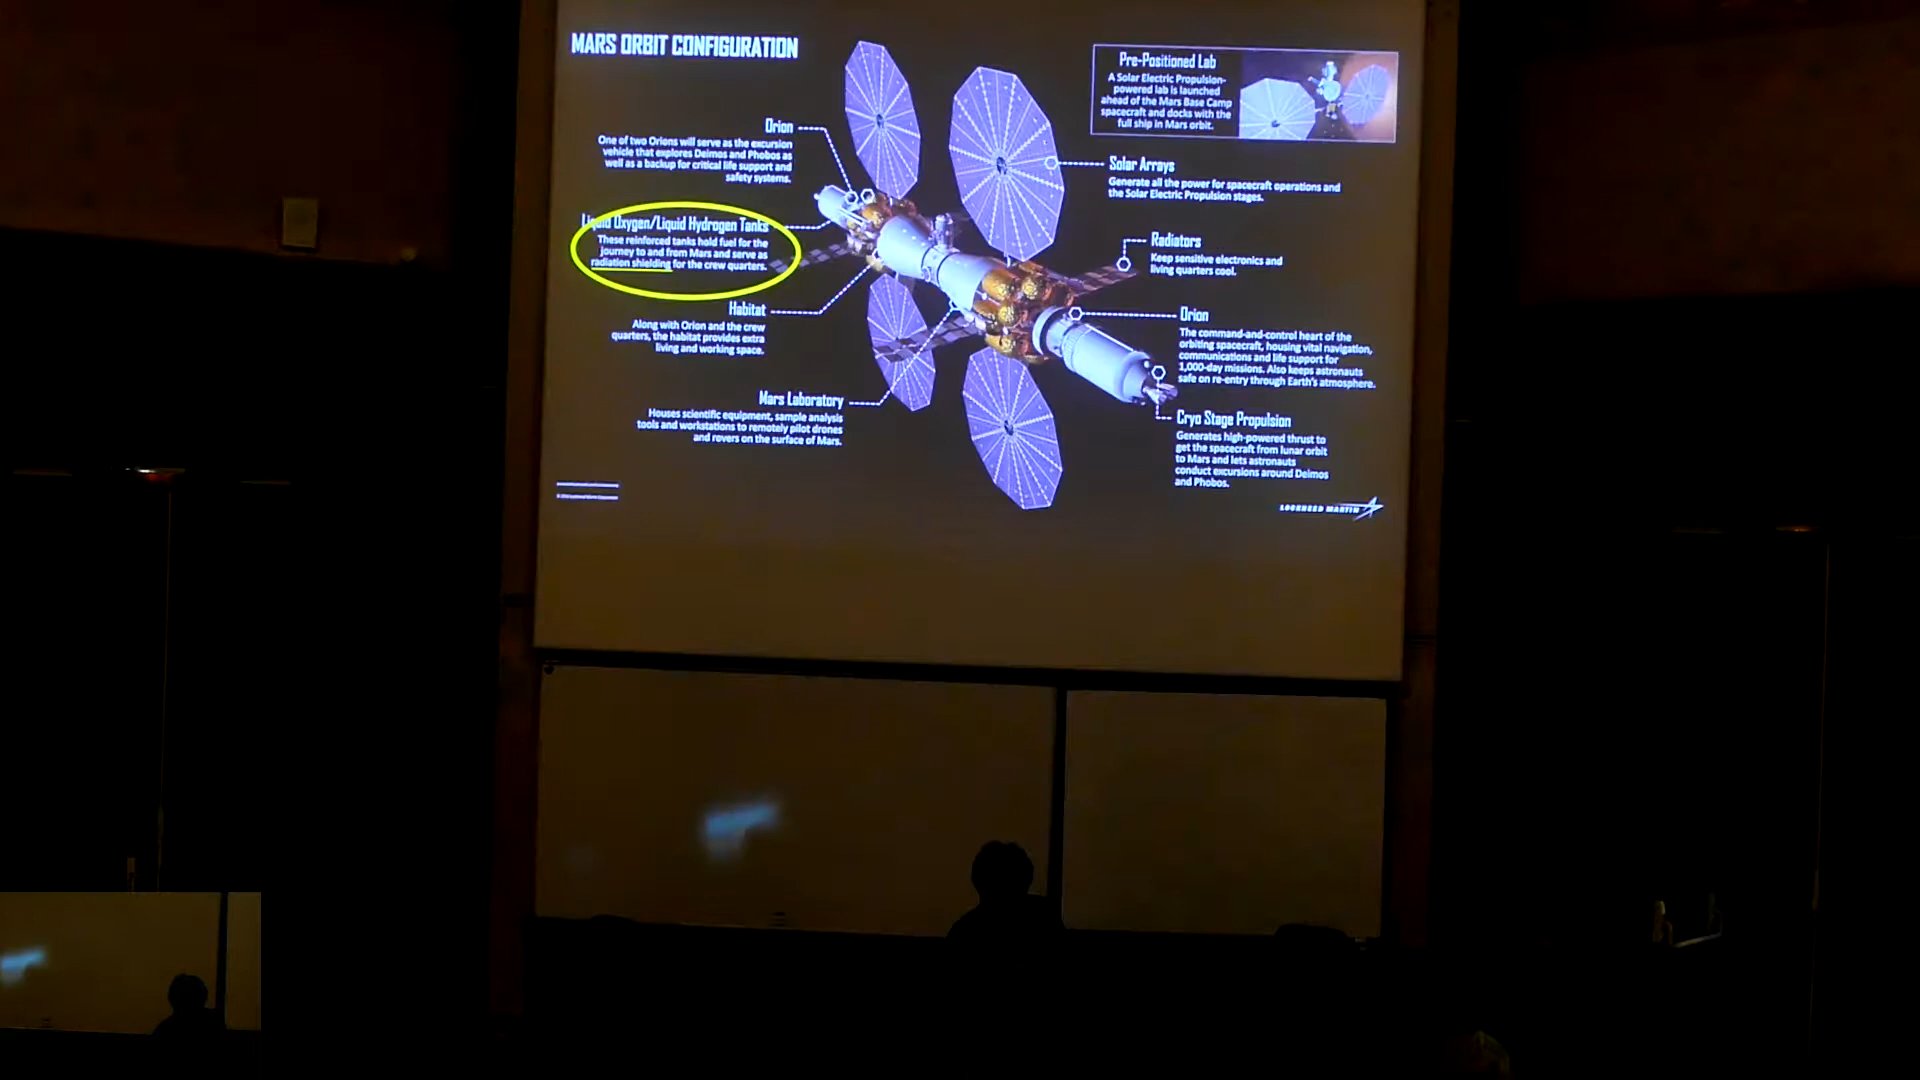 MARS ORBIT CONFIGURATION
Pre-Positioned Lab
A Solar Electric Propulsion-
powered lab is launched
ahead of the Mars Base Camp
spacecraft and docks with the
full ship in Mars orbit.
Orion
One of two Orions will serve as the excursion
vehicle that explores Deimos and Phobos as
well as a backup for critical life support and
safety systems.
Solar Arrays
Generate all the power for spacecraft operations and
the Solar Electric Propulsion stages.
Liquid Oxygen/Liquid Hydrogen Tanks
These reinforced tanks hold fuel for the
journey to and from Mars and serve as
radiation shielding for the crew quarters.
Radiators
Keep sensitive electronics and
living quarters cool.
Habitat
Along with Orion and the crew
quarters, the habitat provides extra
living and working space.
Orion
The command-and-control heart of the
orbiting spacecraft, housing vital navigation,
communications and life support for
1,000-day missions. Also keeps astronauts
safe on re-entry through Earth's atmosphere.
Mars Laboratory
Houses scientific equipment, sample analysis
tools and workstations to remotely pilot drones
and rovers on the surface of Mars.
Cryo Stage Propulsion
Generates high-powered thrust to
get the spacecraft from lunar orbit
to Mars and lets astronauts
conduct excursions around Deimos
and Phobos.
LOCKHEED MARTIN